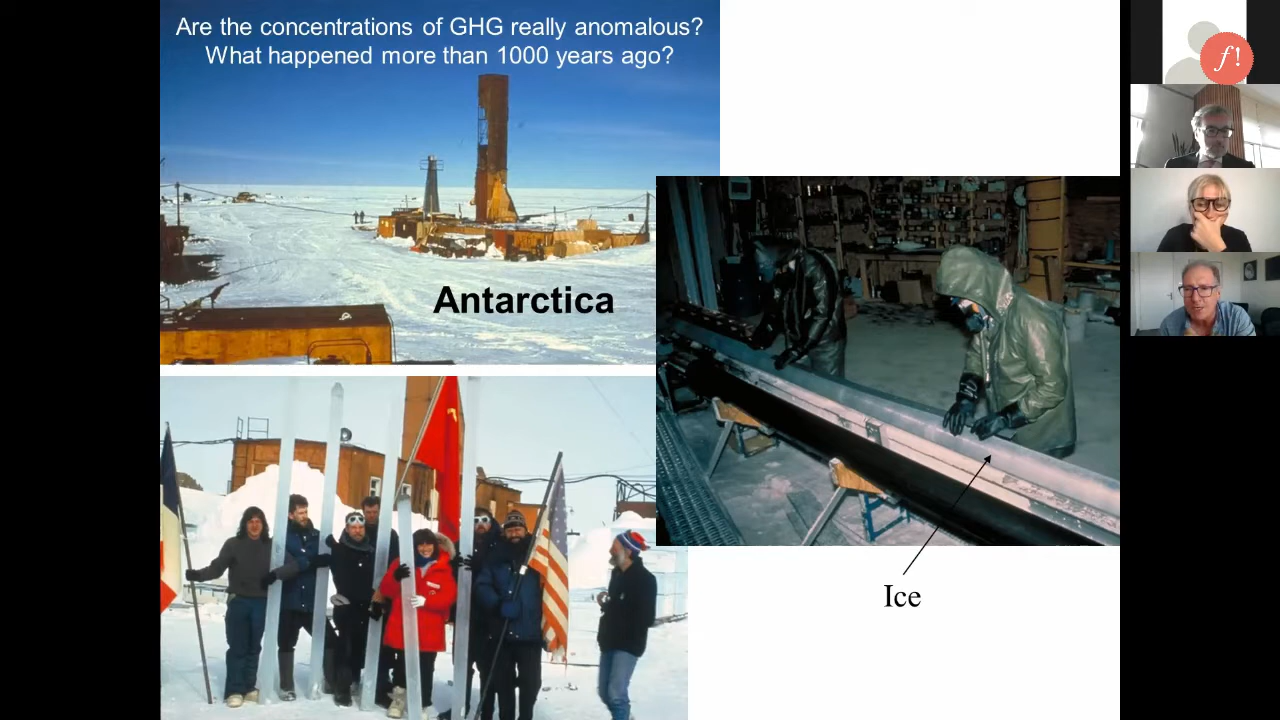 Are the concentrations of GHG really anomalous?
What happened more than 1000 years ago?
Antarctica
Ice
f!